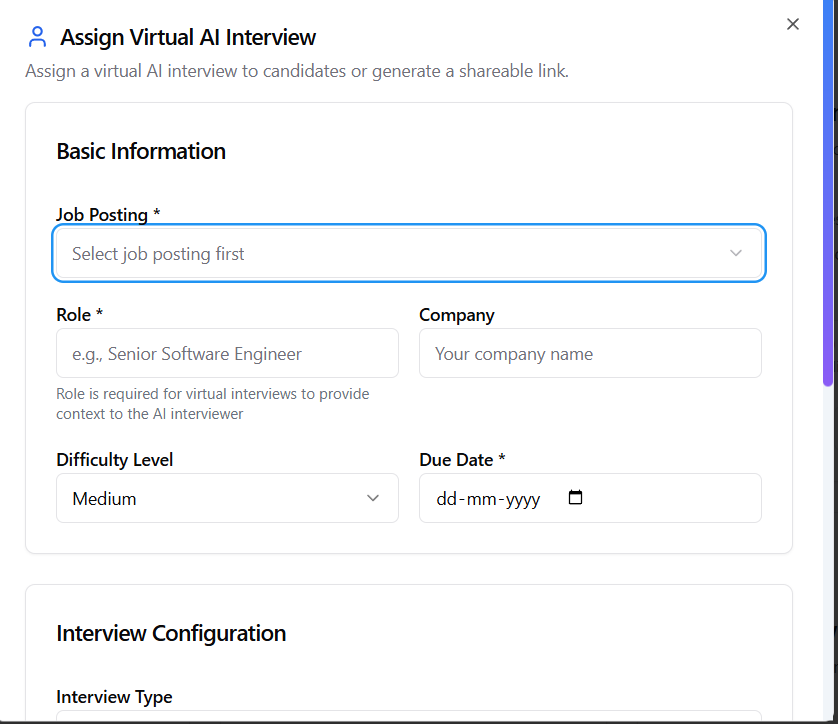 Assign Virtual AI Interview
Assign a virtual AI interview to candidates or generate a shareable link.
Basic Information
Job Posting *
Select job posting first
Role *
Company
e.g., Senior Software Engineer
Your company name
Role is required for virtual interviews to provide
context to the AI interviewer
Difficulty Level
Due Date *
Medium
dd-mm-yyyy
Interview Configuration
Interview Type